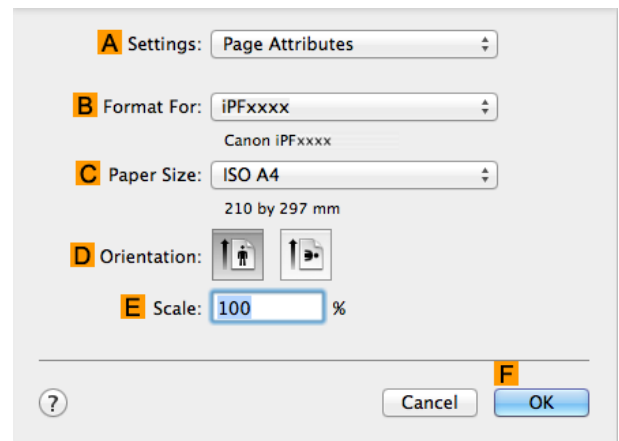 A Settings: Page Attributes
B Format For: iPFxxxx
Canon iPFxxxx
C Paper Size: ISO A4
210 by 297 mm
D Orientation:
E Scale: 100 %
F
? Cancel OK